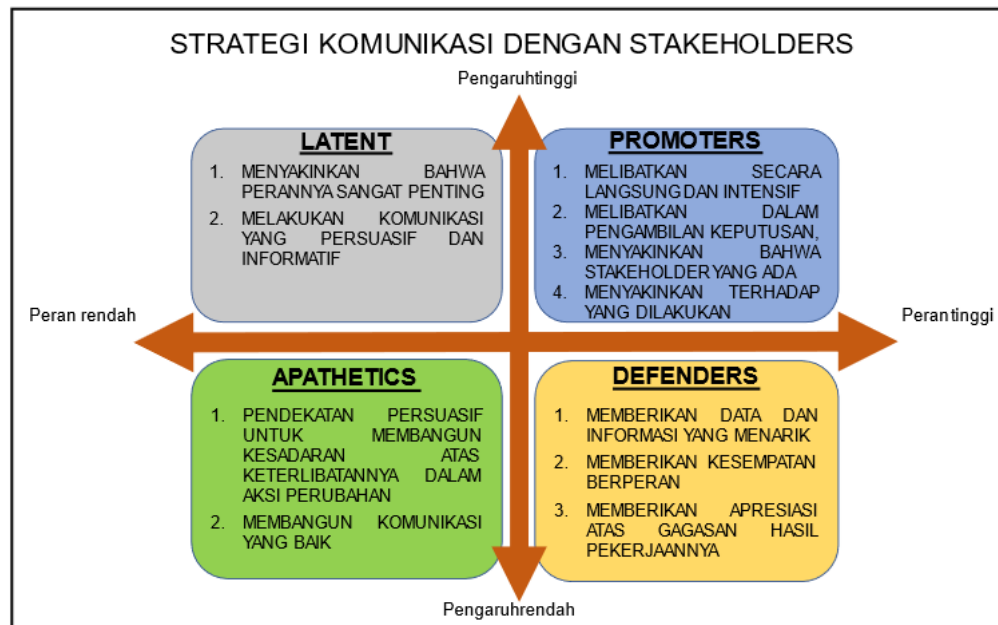 STRATEGI KOMUNIKASI DENGAN STAKEHOLDERS
Pengaruhtinggi
LATENT
1. MENYAKINKAN BAHWA
PERANNYA SANGAT PENTING
2. MELAKUKAN KOMUNIKASI
YANG PERSUASIF DAN
INFORMATIF
PROMOTERS
1. MELIBATKAN SECARA
LANGSUNG DAN INTENSIF
2. MELIBATKAN DALAM
PENGAMBILAN KEPUTUSAN,
3. MENYAKINKAN BAHWA
STAKEHOLDER YANG ADA
4. MENYAKINKAN TERHADAP
YANG DILAKUKAN
Peran rendah
Peran tinggi
APATHETICS
1. PENDEKATAN PERSUASIF
UNTUK MEMBANGUN
KESADARAN ATAS
KETERLIBATANNYA DALAM
AKSI PERUBAHAN
2. MEMBANGUN KOMUNIKASI
YANG BAIK
DEFENDERS
1. MEMBERIKAN DATA DAN
INFORMASI YANG MENARIK
2. MEMBERIKAN KESEMPATAN
BERPERAN
3. MEMBERIKAN APRESIASI
ATAS GAGASAN HASIL
PEKERJAANNYA
Pengaruhrendah